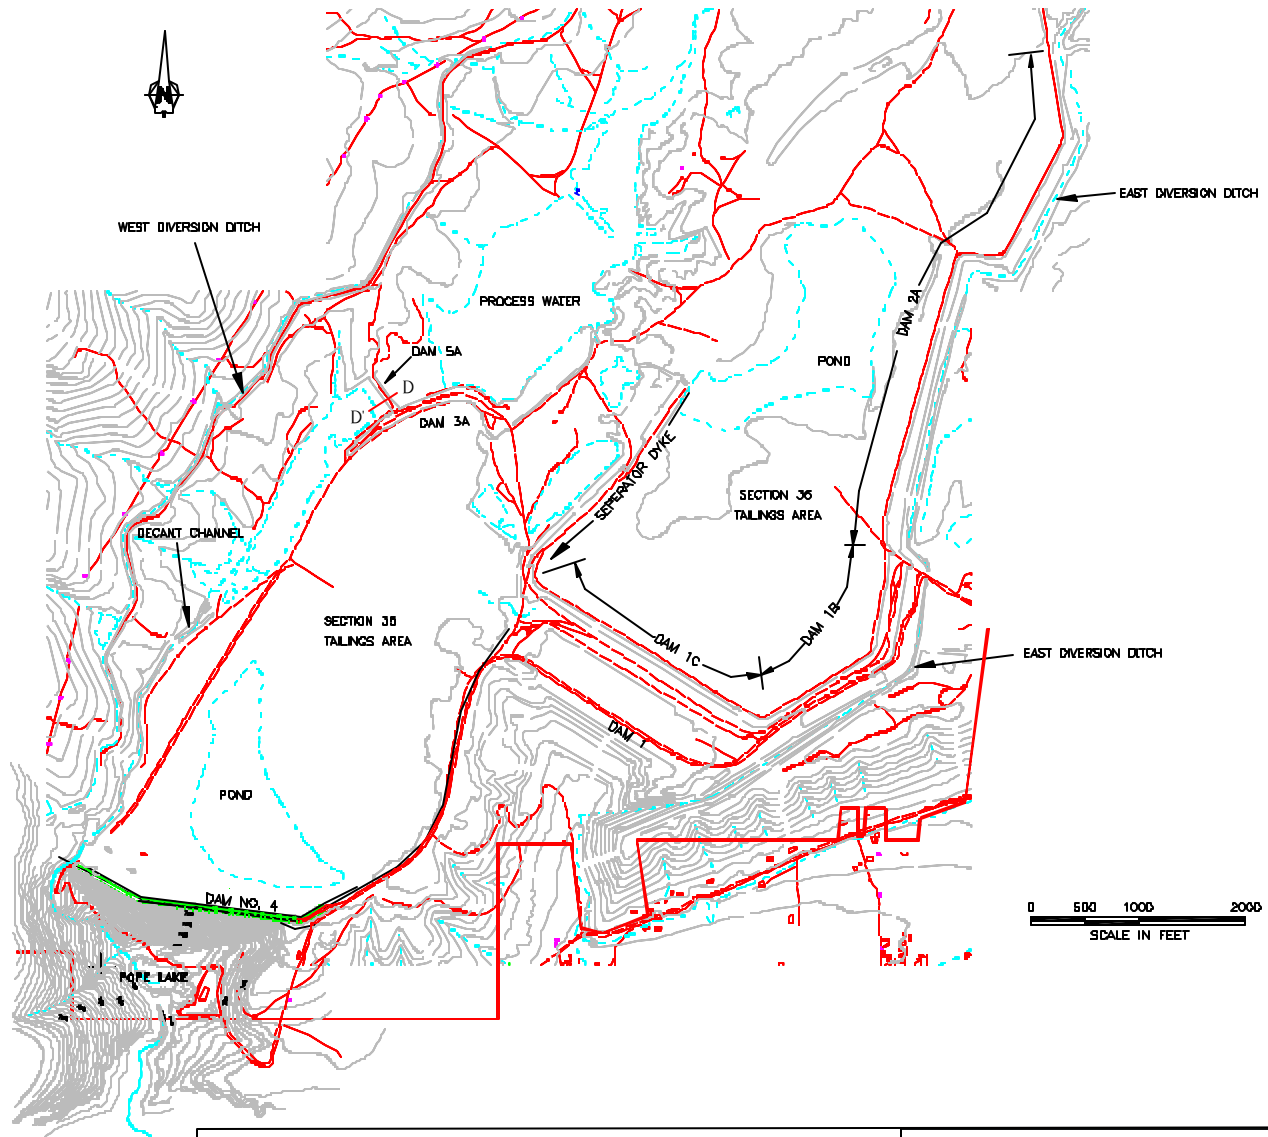 N
EAST DIVERSION DITCH
WEST DIVERSION DITCH
PROCESS WATER
DAM 2A
DAM 5A
POND
D
D'
DAM 3A
SEPERATOR DYKE
SECTION 36
TAILINGS AREA
DECANT CHANNEL
SECTION 36
TAILINGS AREA
DAM 1B
DAM 1C
EAST DIVERSION DITCH
DAM 1
POND
DAM NO. 4
0 500 1000 2000
SCALE IN FEET
POPE LAKE